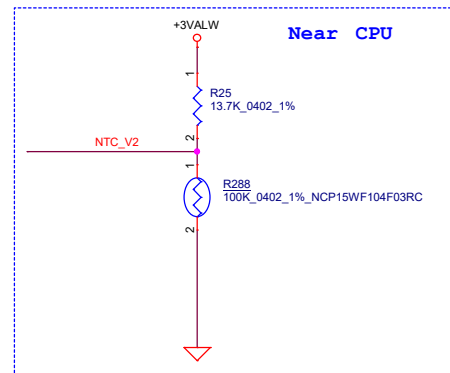 +3VALW
Near CPU
1
R25
13.7K_0402_1%
2
NTC_V2
1
R288
100K_0402_1%_NCP15WF104F03RC
2